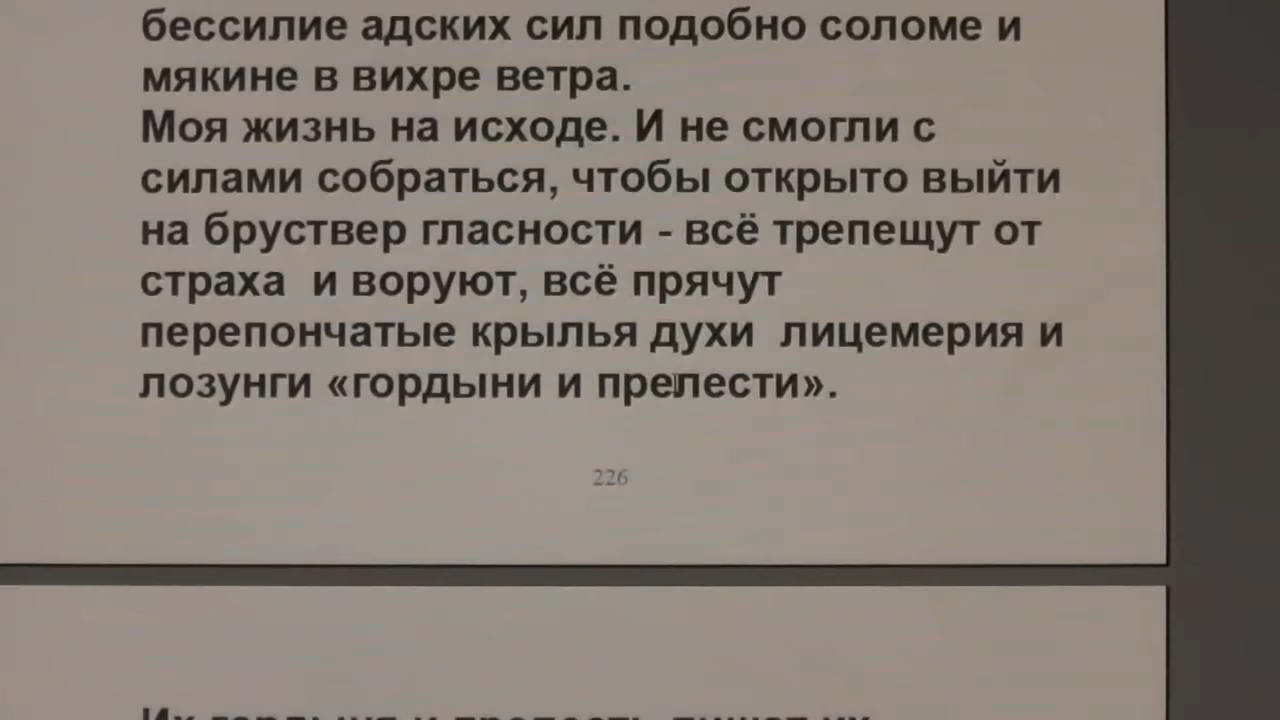 бессилие адских сил подобно соломе и
мякине в вихре ветра.
Моя жизнь на исходе. И не смогли с
силами собраться, чтобы открыто выйти
на бруствер гласности - всё трепещут от
страха  и воруют, всё прячут
перепончатые крылья духи  лицемерия и
лозунги «гордыни и прелести».
226